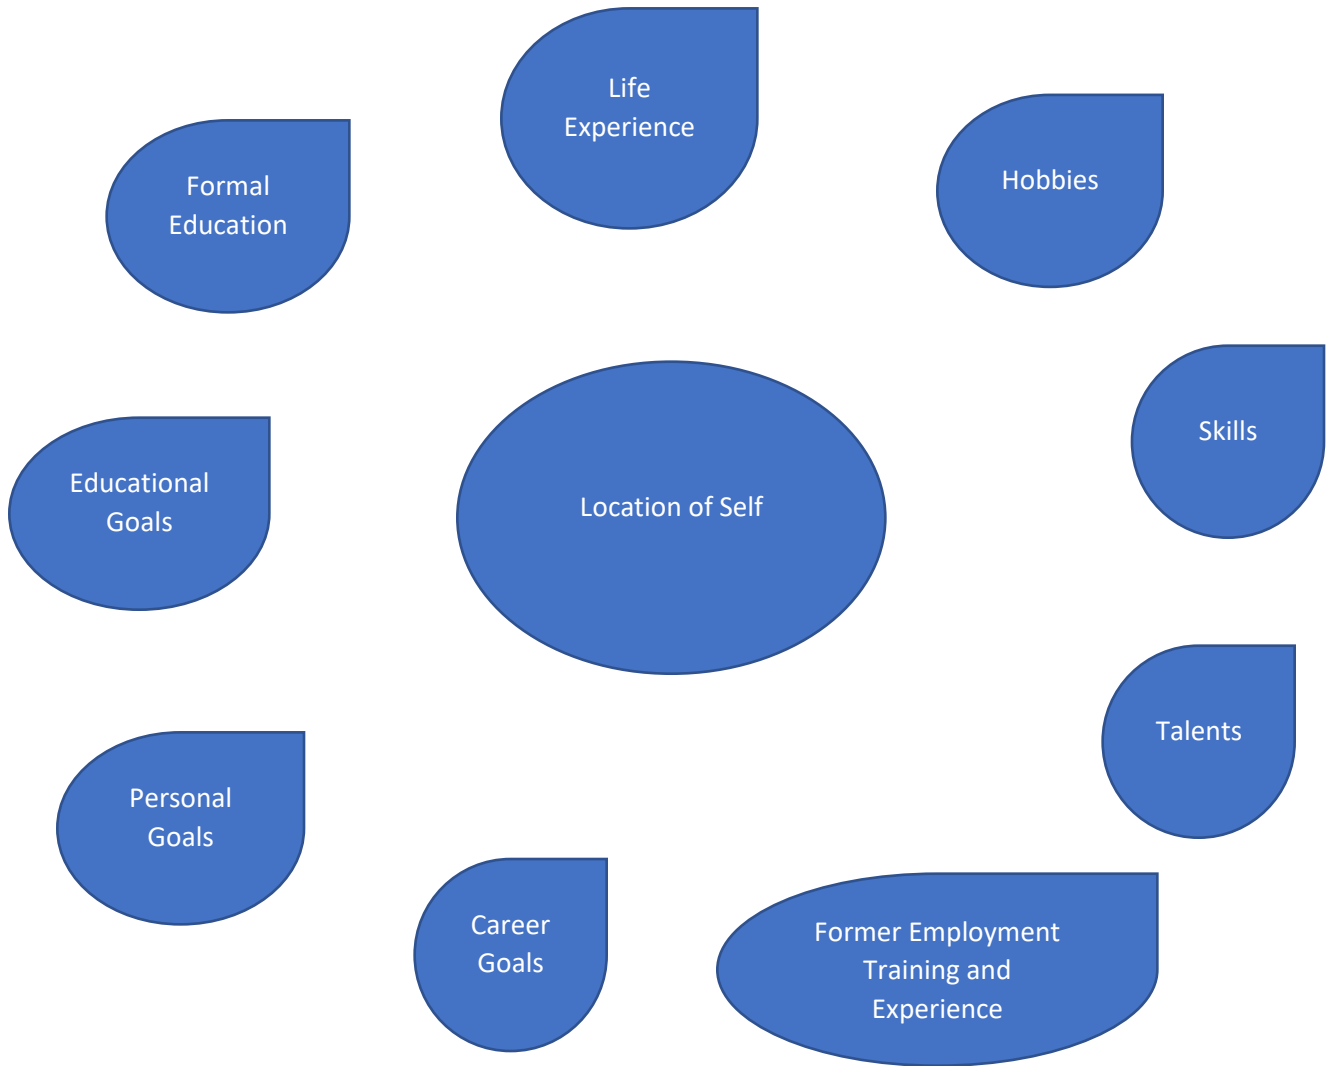 Life
Experience
Hobbies
Formal
Education
Skills
Educational
Goals
Location of Self
Talents
Personal
Goals
Career
Goals
Former Employment
Training and
Experience